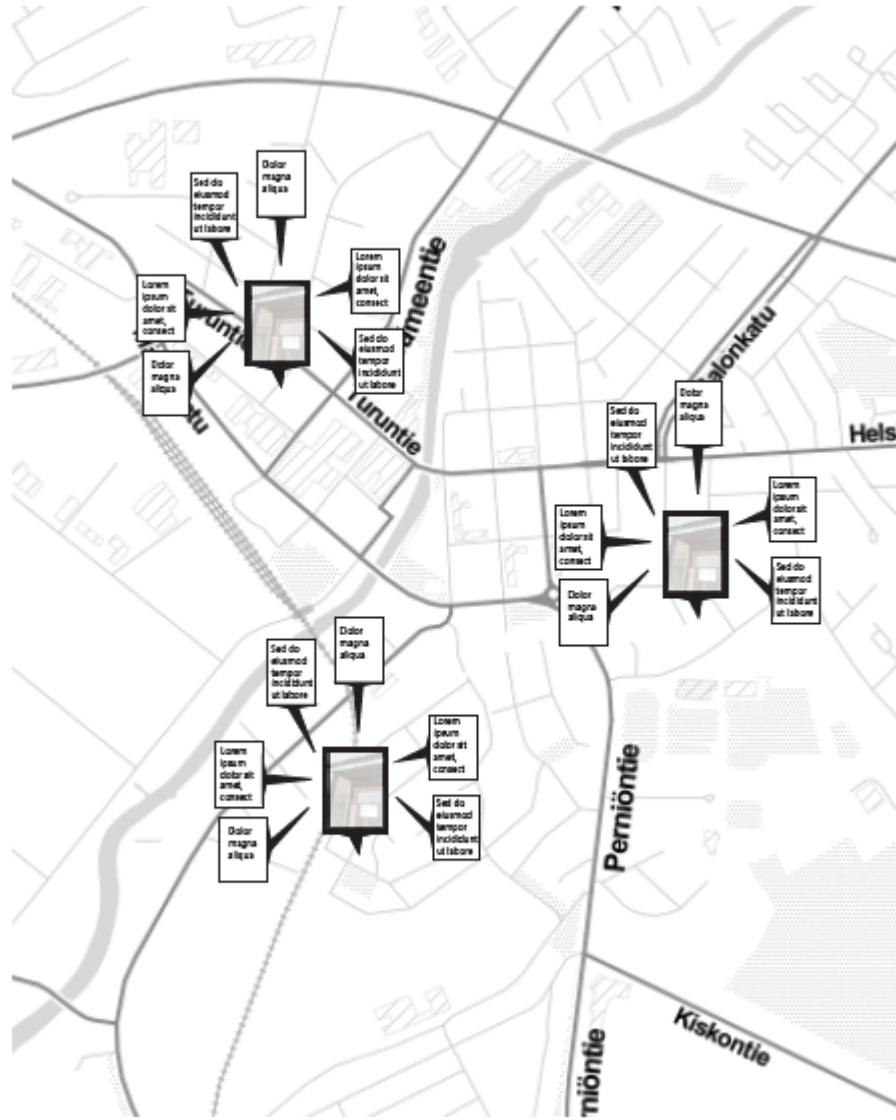 Dolor
magna
aliqua
Sed do
eiusmod
tempor
incididunt
ut labore
Lorem
ipsum
dolor sit
amet,
consect
Lorem
ipsum
dolor sit
amet,
consect
Sed do
eiusmod
tempor
incididunt
ut labore
Dolor
magna
aliqua
Turuntie
Turuntie
Hels
Dolor
magna
aliqua
Sed do
eiusmod
tempor
incididunt
ut labore
Lorem
ipsum
dolor sit
amet,
consect
Lorem
ipsum
dolor sit
amet,
consect
Sed do
eiusmod
tempor
incididunt
ut labore
Dolor
magna
aliqua
Dolor
magna
aliqua
Sed do
eiusmod
tempor
incididunt
ut labore
Lorem
ipsum
dolor sit
amet,
consect
Lorem
ipsum
dolor sit
amet,
consect
Sed do
eiusmod
tempor
incididunt
ut labore
Dolor
magna
aliqua
Perniöntie
Kiskontie
niöntie